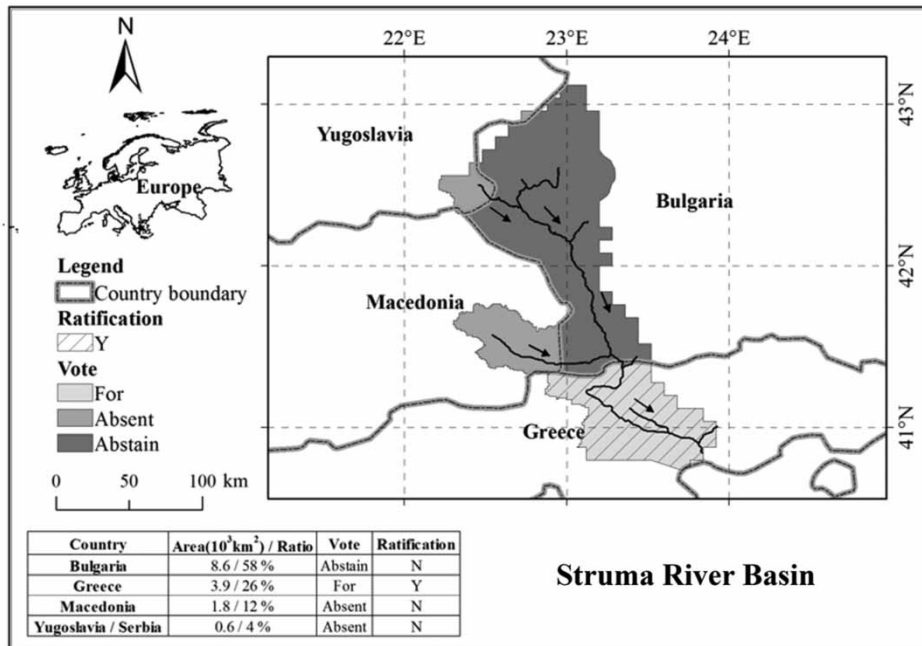 N
22°E 23°E 24°E
43°N
42°N
41°N
Yugoslavia
Bulgaria
Macedonia
Greece
Europe
Legend
Country boundary
Ratification
Y
Vote
For
Absent
Abstain
0 50 100 km
Country Area(10³km²) / Ratio Vote Ratification
Bulgaria 8.6 / 58 % Abstain N
Greece 3.9 / 26 % For Y
Macedonia 1.8 / 12 % Absent N
Yugoslavia / Serbia 0.6 / 4 % Absent N
Struma River Basin